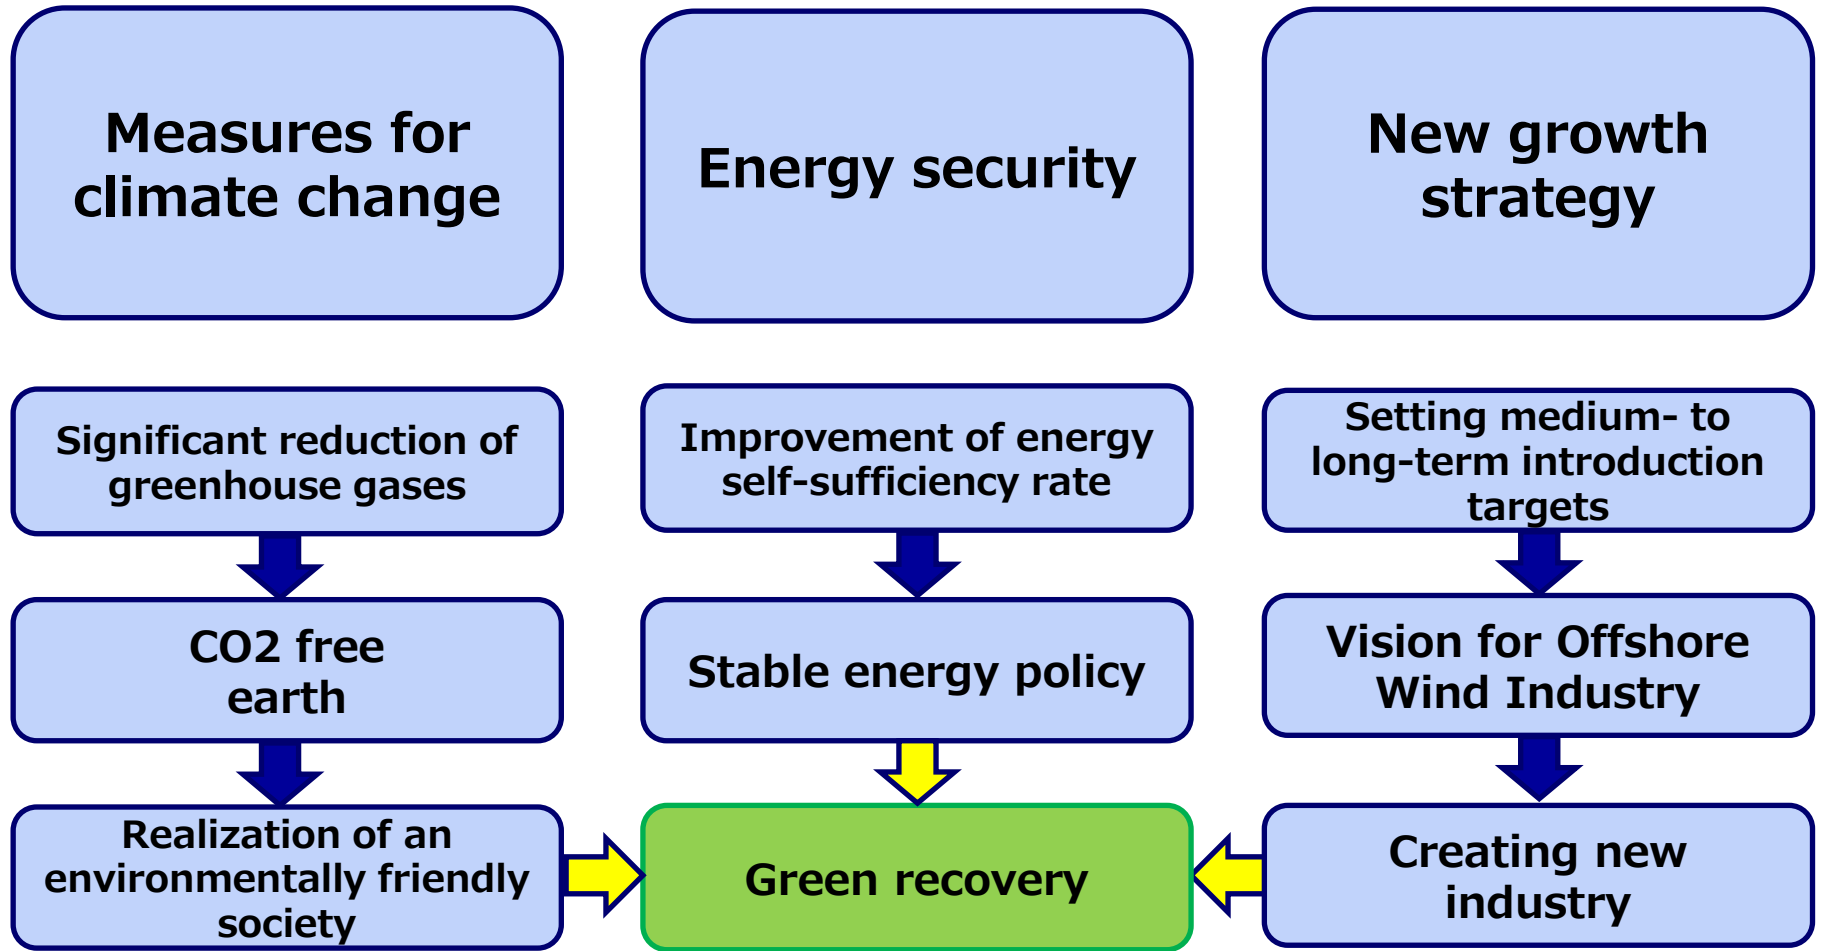 Measures for
climate change
Energy security
New growth
strategy
Significant reduction of
greenhouse gases
Improvement of energy
self-sufficiency rate
Setting medium- to
long-term introduction
targets
CO2 free
earth
Stable energy policy
Vision for Offshore
Wind Industry
Realization of an
environmentally friendly
society
Green recovery
Creating new
industry